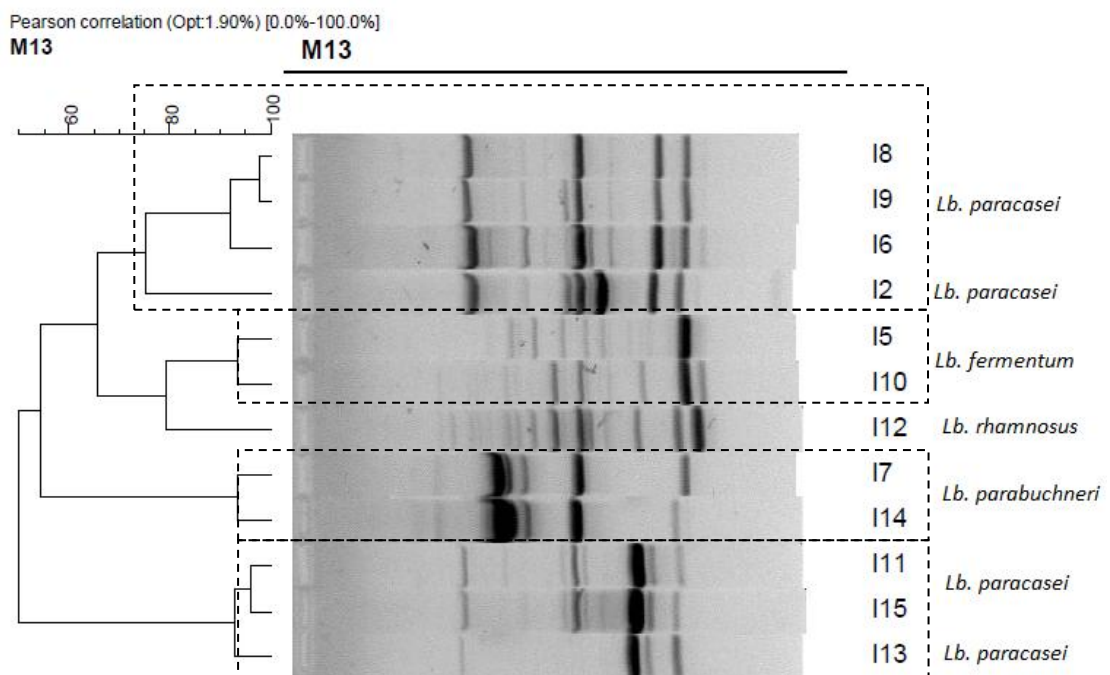 Pearson correlation (Opt:1.90%) [0.0%-100.0%]
M13 M13
60 80 100
I8
I9 Lb. paracasei
I6
I2 Lb. paracasei
I5
Lb. fermentum
I10
I12 Lb. rhamnosus
I7
Lb. parabuchneri
I14
I11
Lb. paracasei
I15
I13 Lb. paracasei